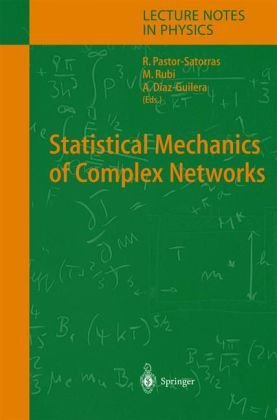 LECTURE NOTES
IN PHYSICS
R. Pastor-Satorras
M. Rubi
A. Díaz-Guilera
(Eds.)
Statistical Mechanics
of Complex Networks
Springer